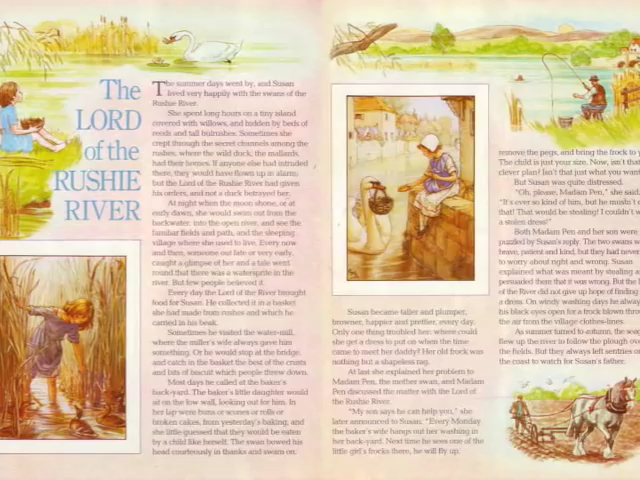 The
LORD
of the
RUSHIE
RIVER
The summer days went by, and Susan
lived very happily with the swans of the
Rushie River.
She spent long hours on a tiny island
covered with willows, and hidden by beds of
reeds and tall bulrushes. Sometimes she
crept through the secret channels among the
rushes, where the wild duck, the mallards,
had their homes. If anyone else had intruded
there, they would have flown up in alarm,
but the Lord of the Rushie River had given
his orders, and not a duck betrayed her.
At night when the moon shone, or at
early dawn, she would swim from the
backwater, into the open river, and see the
familiar fields and path, and the sleeping
village where she used to live. Every now
and then, someone out late or very early,
caught a glimpse of her and a tale went
round that there was a watersprite in the
river. But few people believed it.
Every day the Lord of the River brought
food for Susan. He collected it in a basket
she had made from rushes and which he
carried in his beak.
Sometimes he visited the water-mill,
where the miller's wife always gave him
something. Or he would stop at the bridge,
and catch in the basket the best of the crusts
and bits of biscuit which people threw down.
Most days he called at the baker's
back-yard. The baker's little daughter would
sit on the low wall, looking out for him. In
her lap were buns or scones or rolls or
broken cakes, from yesterday's baking, and
she little guessed that they would be eaten
by a child like herself. The swan bowed his
head courteously in thanks and swam on.
Susan became taller and plumper,
browner, happier and prettier, every day.
Only one thing troubled her: where could
she get a dress to put on when the time
came to meet her daddy? Her old frock was
nothing but a shapeless rag.
At last she explained her problem to
Madam Pen, the mother swan, and Madam
Pen discussed the matter with the Lord of
the Rushie River.
"My son says he can help you," she
later announced to Susan. "Every Monday
the baker's wife hangs out her washing in
her back-yard. Next time he sees one of the
little girl's frocks there, he will fly up,
remove the pegs, and bring the frock to y
The child is just your size. Now, isn't tha
clever plan? Isn't that just what you want
But Susan was quite distressed.
"Oh, please, Madam Pen," she said,
"It's ever so kind of him, but he mustn't
that! That would be stealing! I couldn't
a stolen dress!"
Both Madam Pen and her son were
puzzled by Susan's reply. The two swans w
brave, patient and kind, but they had never
to worry about right and wrong. Susan
explained what was meant by stealing a
persuaded them that it was wrong. But the
of the River did not give up hope of finding
a dress. On windy washing days he alway
his black eyes open for a frock blown thro
the air from the village clothes-lines.
As summer turned to autumn, the sea
flew up the river to follow the plough ov
the fields. But they always left sentries o
the coast to watch for Susan's father.